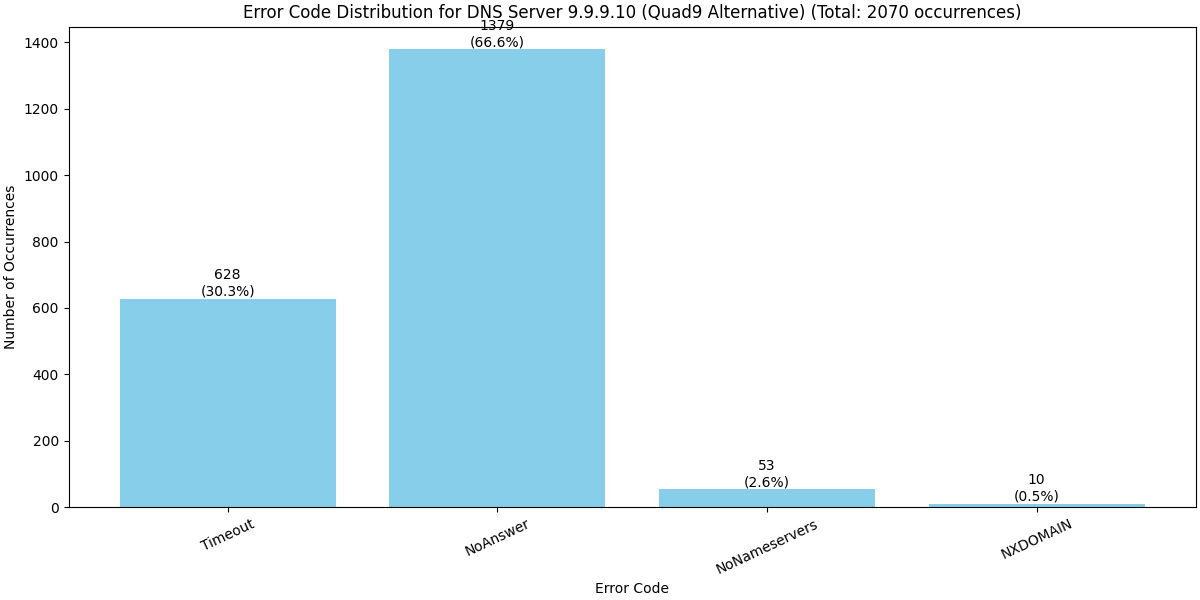 Error Code Distribution for DNS Server 9.9.9.10 (Quad9 Alternative) (Total: 2070 occurrences)
1379
(66.6%)
1400
1200
1000
800
600
400
200
0
Number of Occurrences
628
(30.3%)
53
(2.6%)
10
(0.5%)
Timeout
NoAnswer
NoNameservers
NXDOMAIN
Error Code